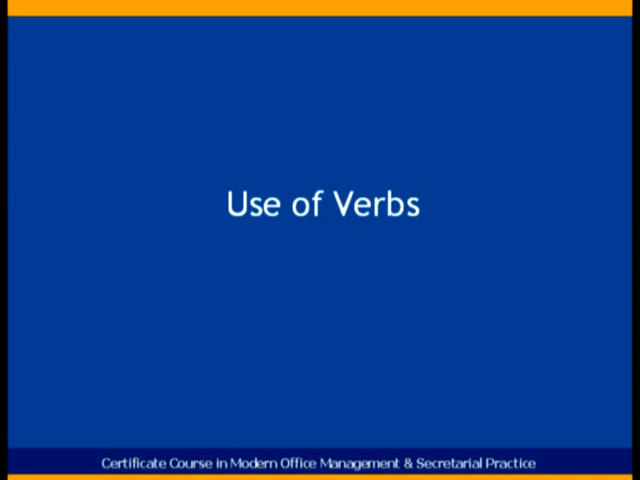 Use of Verbs
Certificate Course in Modern Office Management & Secretarial Practice